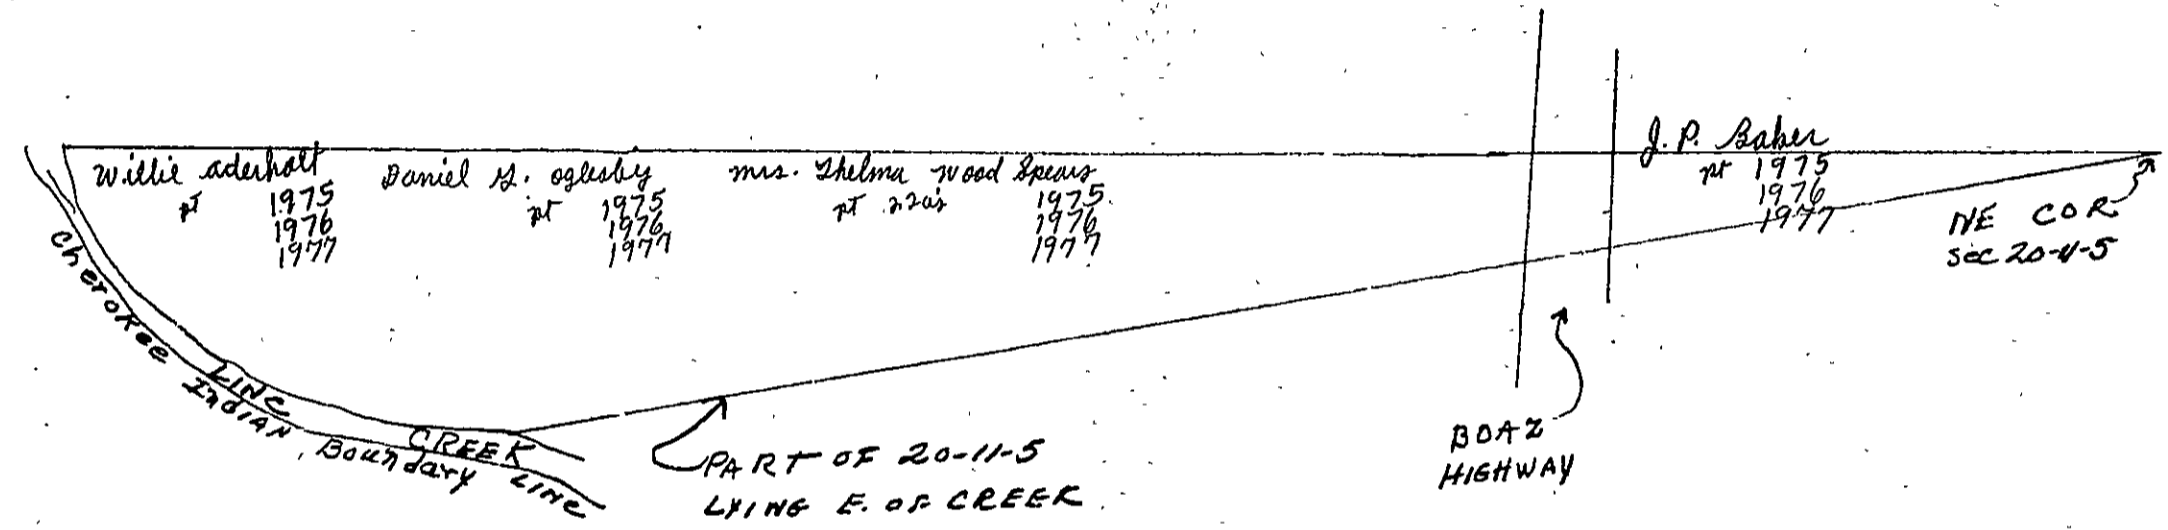 Willie Aderholt
pt 1975
1976
1977
Daniel Y. Oglesby
pt 1975
1976
1977
Mrs. Thelma Wood Spears
pt 1975
1976
1977
J. P. Baker
pt 1975
1976
1977
NE COR
SEC 20-11-5
Cherokee Indian Boundary LINE
LINE
CREEK
PART OF 20-11-5
LYING E. OF CREEK
BOAZ
HIGHWAY